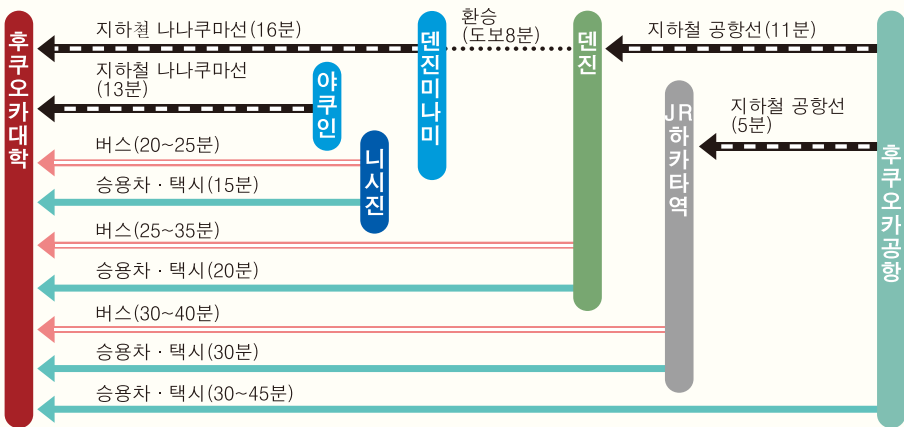 후쿠오카대학
지하철 나나쿠마선(16분)
지하철 나나쿠마선
(13분)
버스(20~25분)
승용차 · 택시(15분)
버스(25~35분)
승용차 · 택시(20분)
버스(30~40분)
승용차 · 택시(30분)
승용차 · 택시(30~45분)
야쿠인
니시진
덴진미나미
환승
(도보8분)
덴진
지하철 공항선(11분)
JR하카타역
지하철 공항선
(5분)
후쿠오카공항